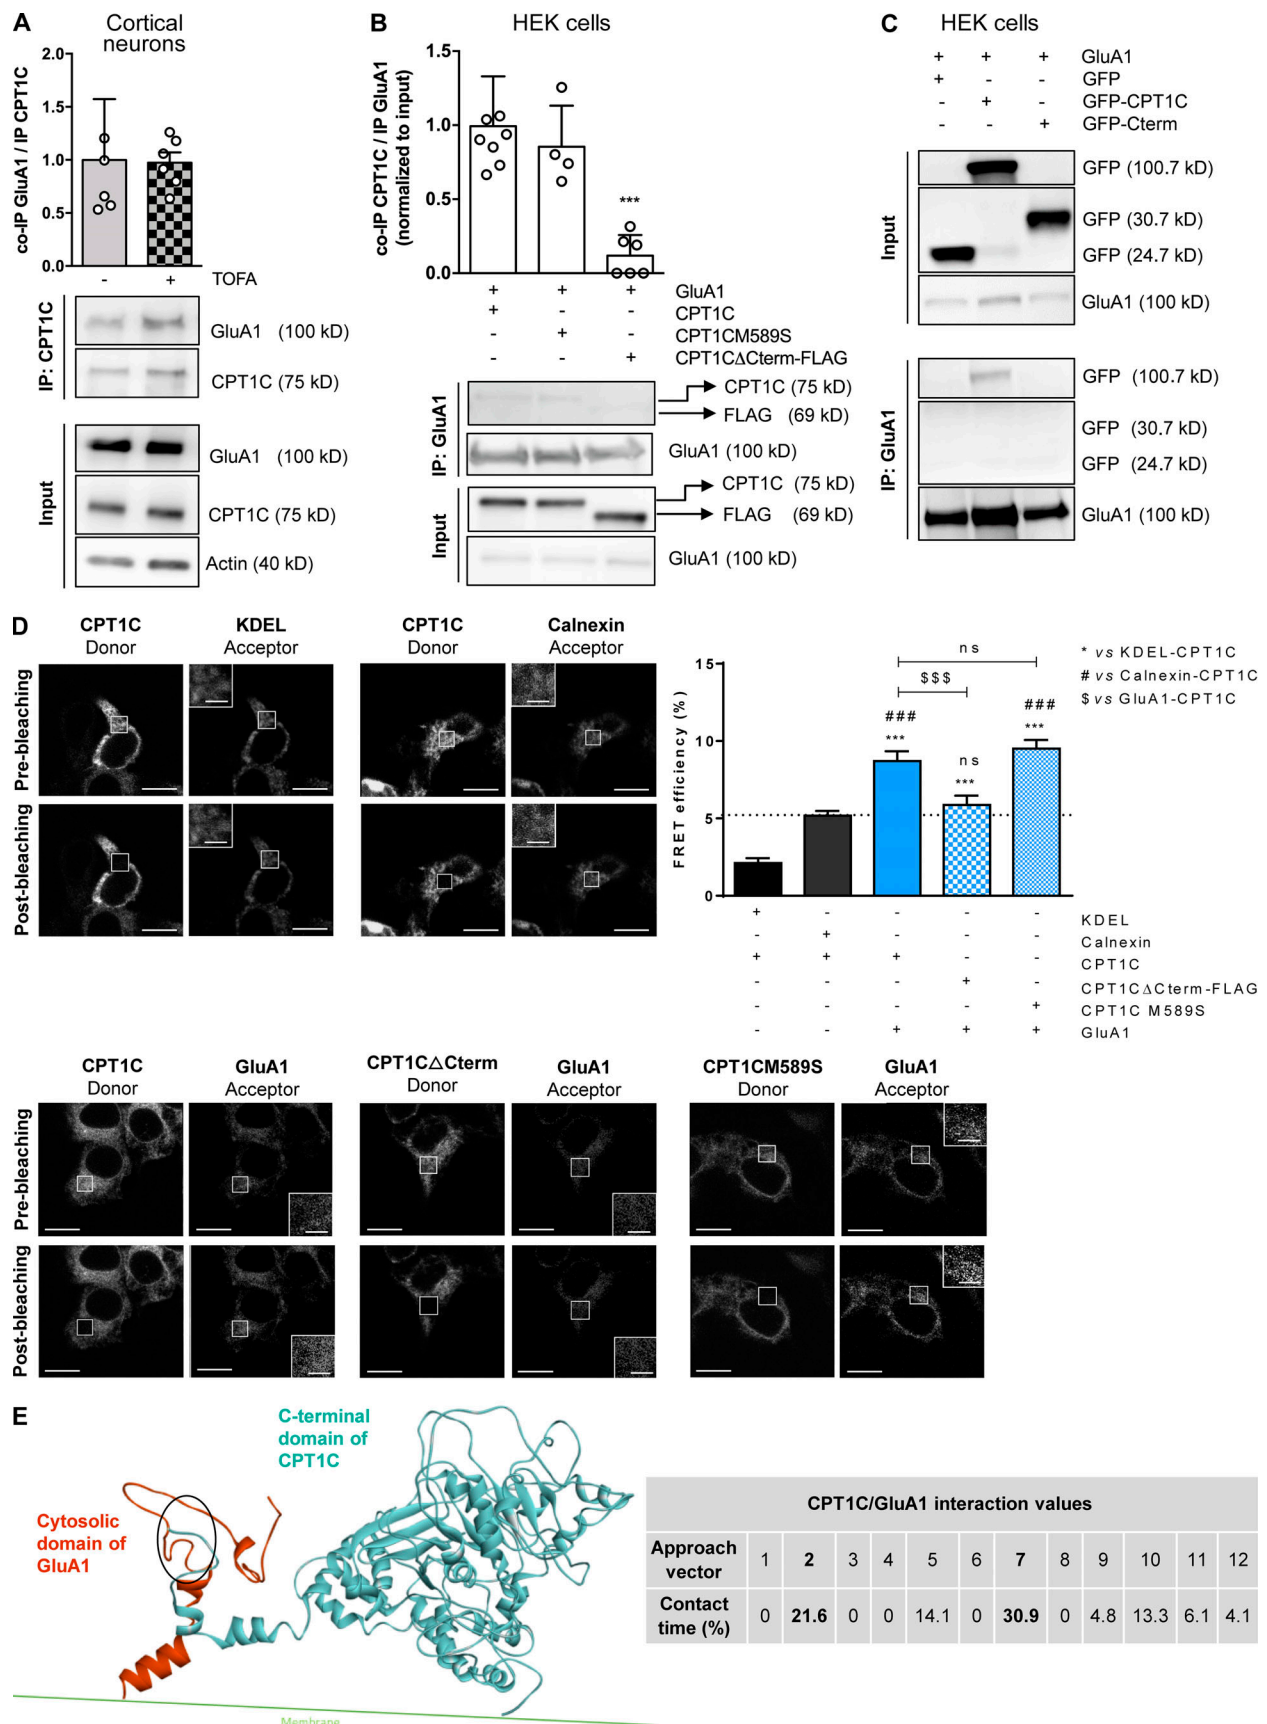 A
Cortical
neurons
co-IP GluA1 / IP CPT1C
2.0
1.5
1.0
0.5
0.0
- + TOFA
IP: CPT1C
GluA1 (100 kD)
CPT1C (75 kD)
Input
GluA1 (100 kD)
CPT1C (75 kD)
Actin (40 kD)
B
HEK cells
co-IP CPT1C / IP GluA1
(normalized to input)
1.5
1.0
0.5
0.0
***
+ + + GluA1
+ - - CPT1C
- + - CPT1CM589S
- - + CPT1CΔCterm-FLAG
IP: GluA1
CPT1C (75 kD)
FLAG (69 kD)
GluA1 (100 kD)
Input
CPT1C (75 kD)
FLAG (69 kD)
GluA1 (100 kD)
C
HEK cells
+ + + GluA1
+ - - GFP
- + - GFP-CPT1C
- - + GFP-Cterm
Input
GFP (100.7 kD)
GFP (30.7 kD)
GFP (24.7 kD)
GluA1 (100 kD)
IP: GluA1
GFP (100.7 kD)
GFP (30.7 kD)
GFP (24.7 kD)
GluA1 (100 kD)
D
CPT1C
Donor
KDEL
Acceptor
CPT1C
Donor
Calnexin
Acceptor
Pre-bleaching
Post-bleaching
FRET efficiency (%)
15
10
5
0
ns
$$$
###
***
ns
***
###
***
* vs KDEL-CPT1C
# vs Calnexin-CPT1C
$ vs GluA1-CPT1C
+ - - - - KDEL
- + - - - Calnexin
+ + + - - CPT1C
- - - + - CPT1CΔCterm-FLAG
- - - - + CPT1C M589S
- - + + + GluA1
CPT1C
Donor
GluA1
Acceptor
CPT1C△Cterm
Donor
GluA1
Acceptor
CPT1CM589S
Donor
GluA1
Acceptor
Pre-bleaching
Post-bleaching
E
C-terminal
domain of
CPT1C
Cytosolic
domain of
GluA1
Membrane
CPT1C/GluA1 interaction values
Approach vector 1 2 3 4 5 6 7 8 9 10 11 12
Contact time (%) 0 21.6 0 0 14.1 0 30.9 0 4.8 13.3 6.1 4.1